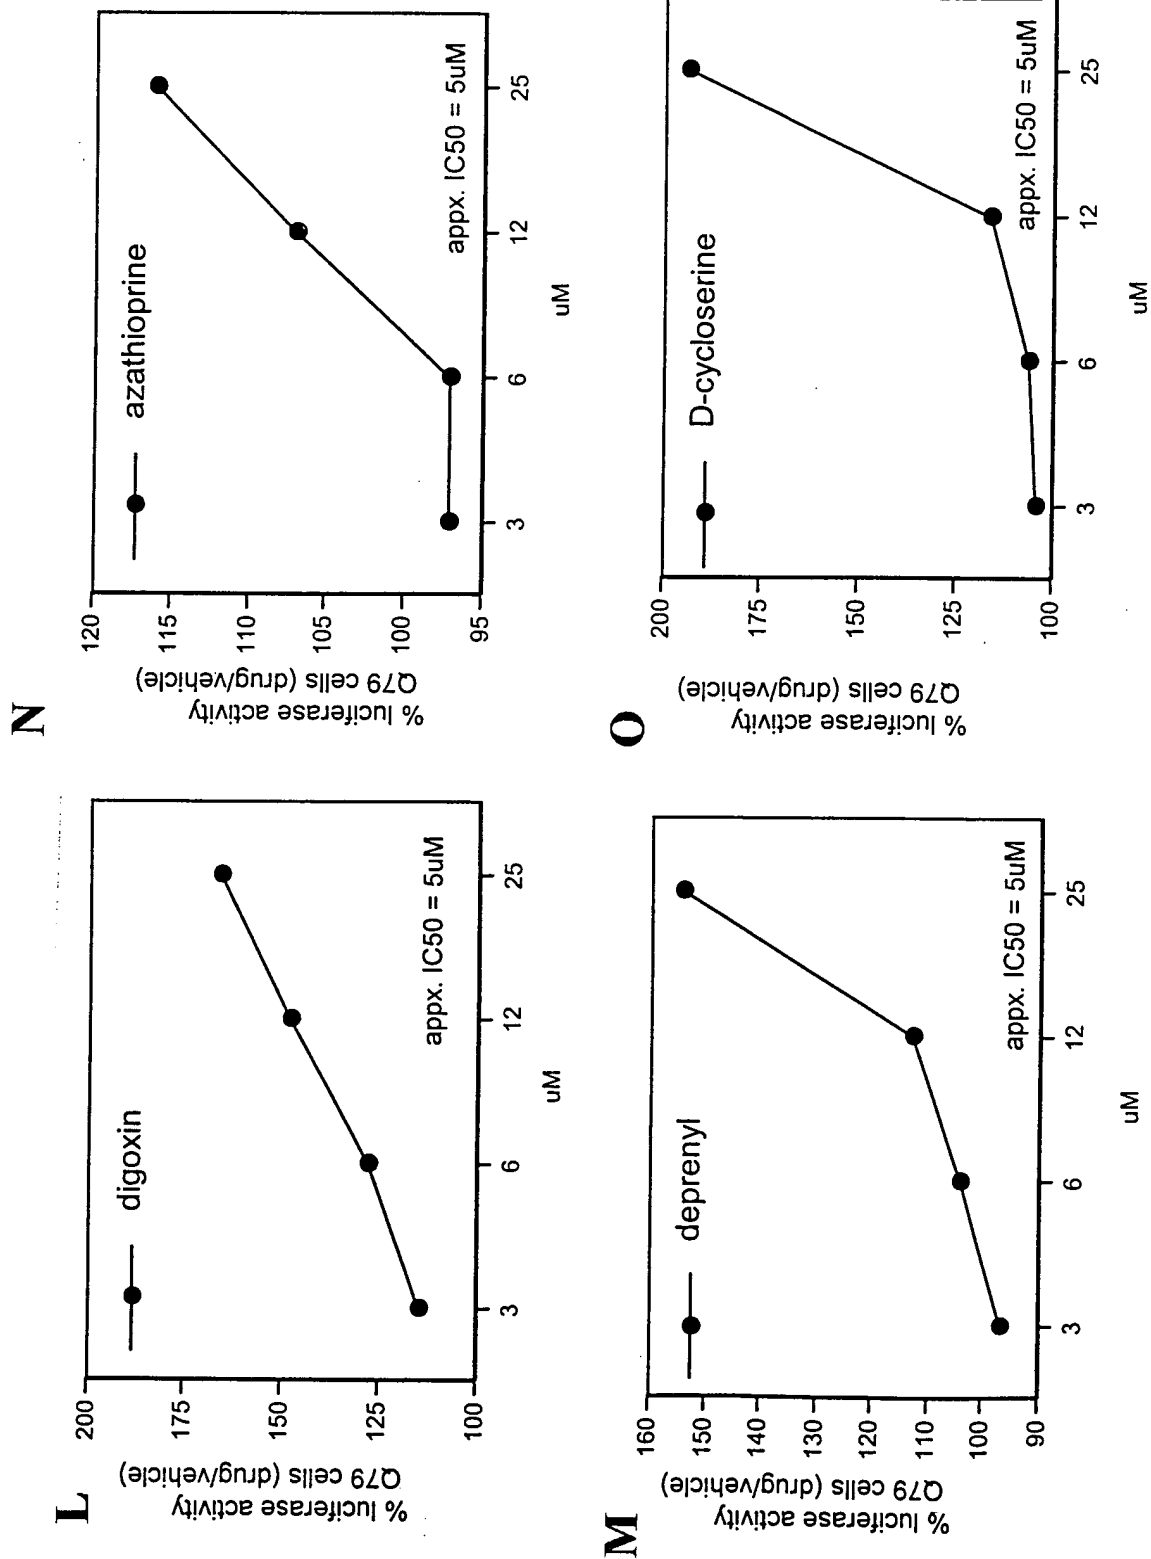 L
% luciferase activity
Q79 cells (drug/vehicle)
200
175
150
125
100
digoxin
appx. IC50 = 5uM
3
6
12
25
uM
N
% luciferase activity
Q79 cells (drug/vehicle)
120
115
110
105
100
95
azathioprine
appx. IC50 = 5uM
3
6
12
25
uM
M
% luciferase activity
Q79 cells (drug/vehicle)
160
150
140
130
120
110
100
90
deprenyl
appx. IC50 = 5uM
3
6
12
25
uM
O
% luciferase activity
Q79 cells (drug/vehicle)
200
175
150
125
100
D-cycloserine
appx. IC50 = 5uM
3
6
12
25
uM